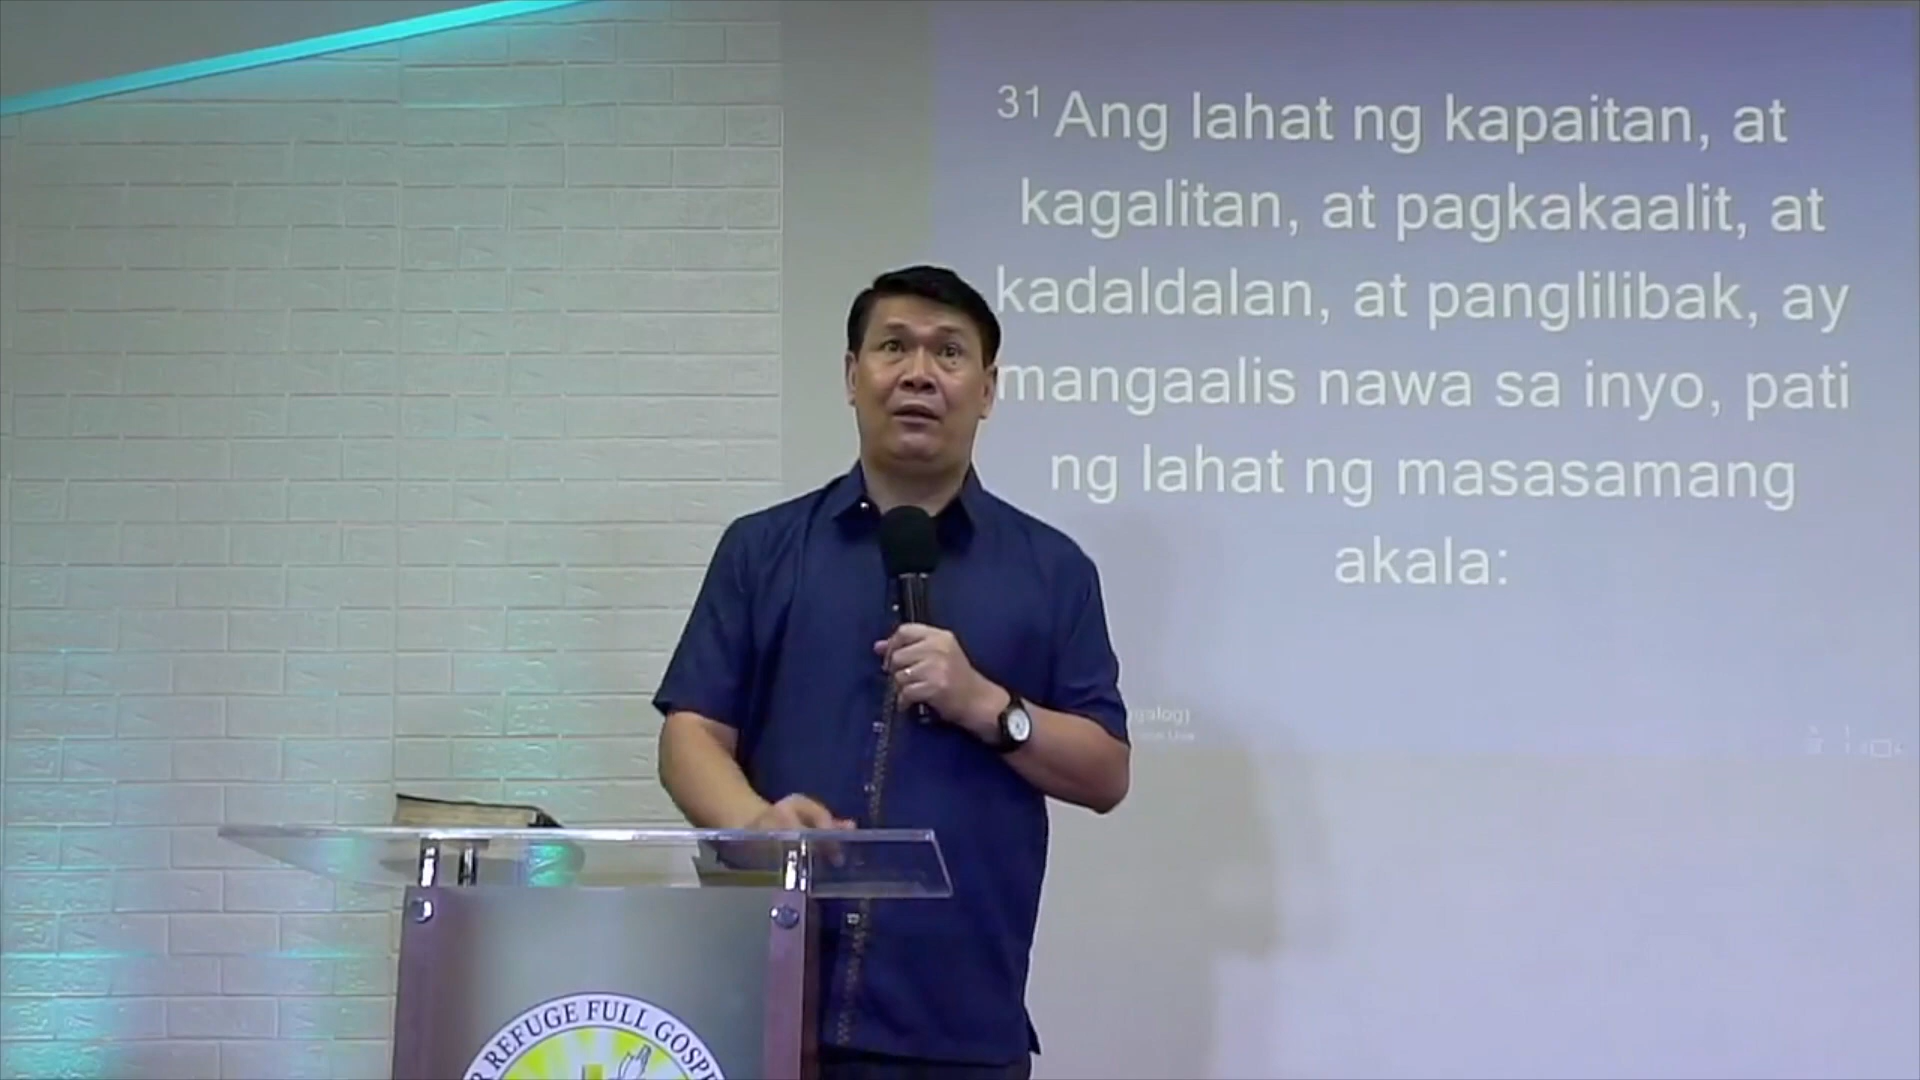 31 Ang lahat ng kapaitan, at
kagalitan, at pagkakaalit, at
kadaldalan, at panglilibak, ay
mangaalis nawa sa inyo, pati
ng lahat ng masasamang
akala:
REFUGE FULL